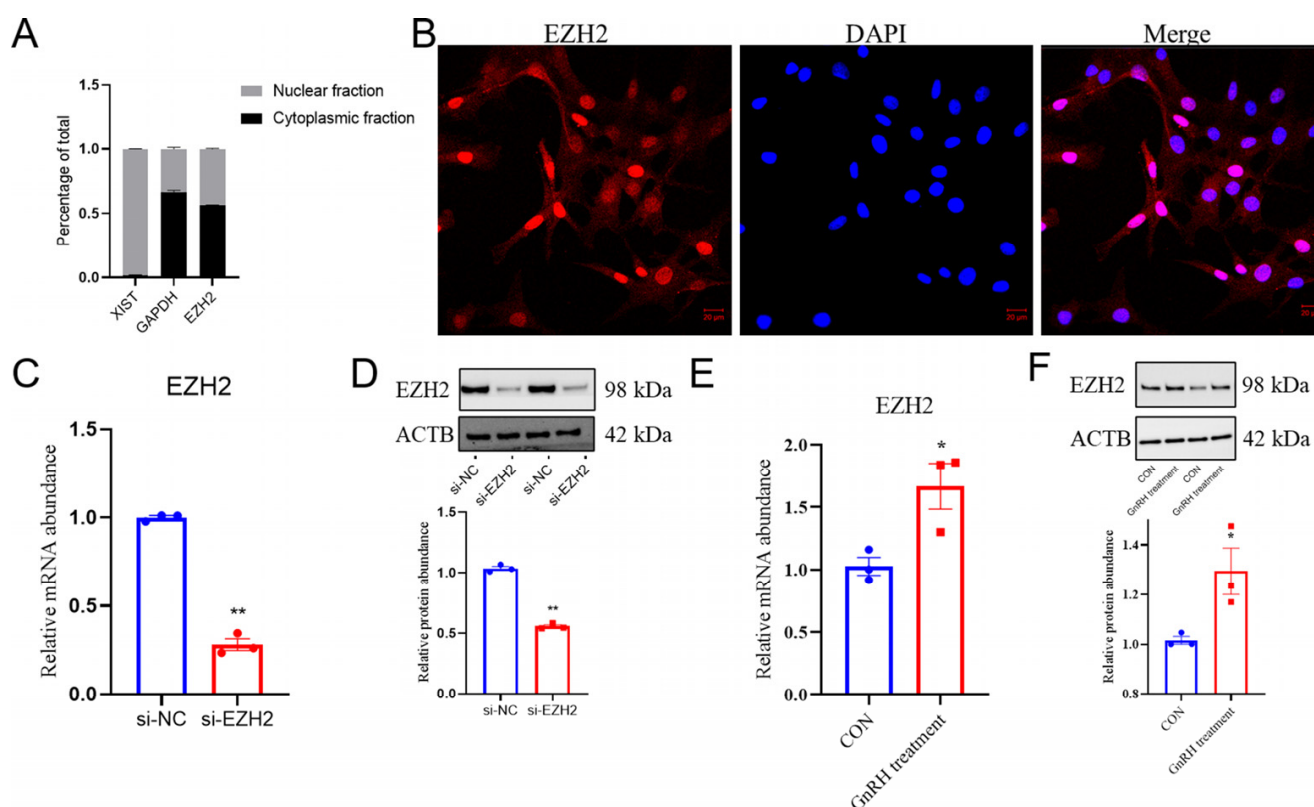 A
Nuclear fraction
Cytoplasmic fraction
Percentage of total
1.5
1.0
0.5
0.0
XIST
GAPDH
EZH2
B
EZH2
DAPI
Merge
20 μm
20 μm
20 μm
C
EZH2
Relative mRNA abundance
1.5
1.0
0.5
0.0
**
si-NC
si-EZH2
D
EZH2
98 kDa
ACTB
42 kDa
si-NC
si-EZH2
si-NC
si-EZH2
Relative protein abundance
1.5
1.0
0.5
0.0
**
si-NC
si-EZH2
E
EZH2
Relative mRNA abundance
2.0
1.5
1.0
0.5
0.0
*
CON
GnRH treatment
F
EZH2
98 kDa
ACTB
42 kDa
CON
GnRH treatment
CON
GnRH treatment
Relative protein abundance
1.4
1.2
1.0
0.8
*
CON
GnRH treatment